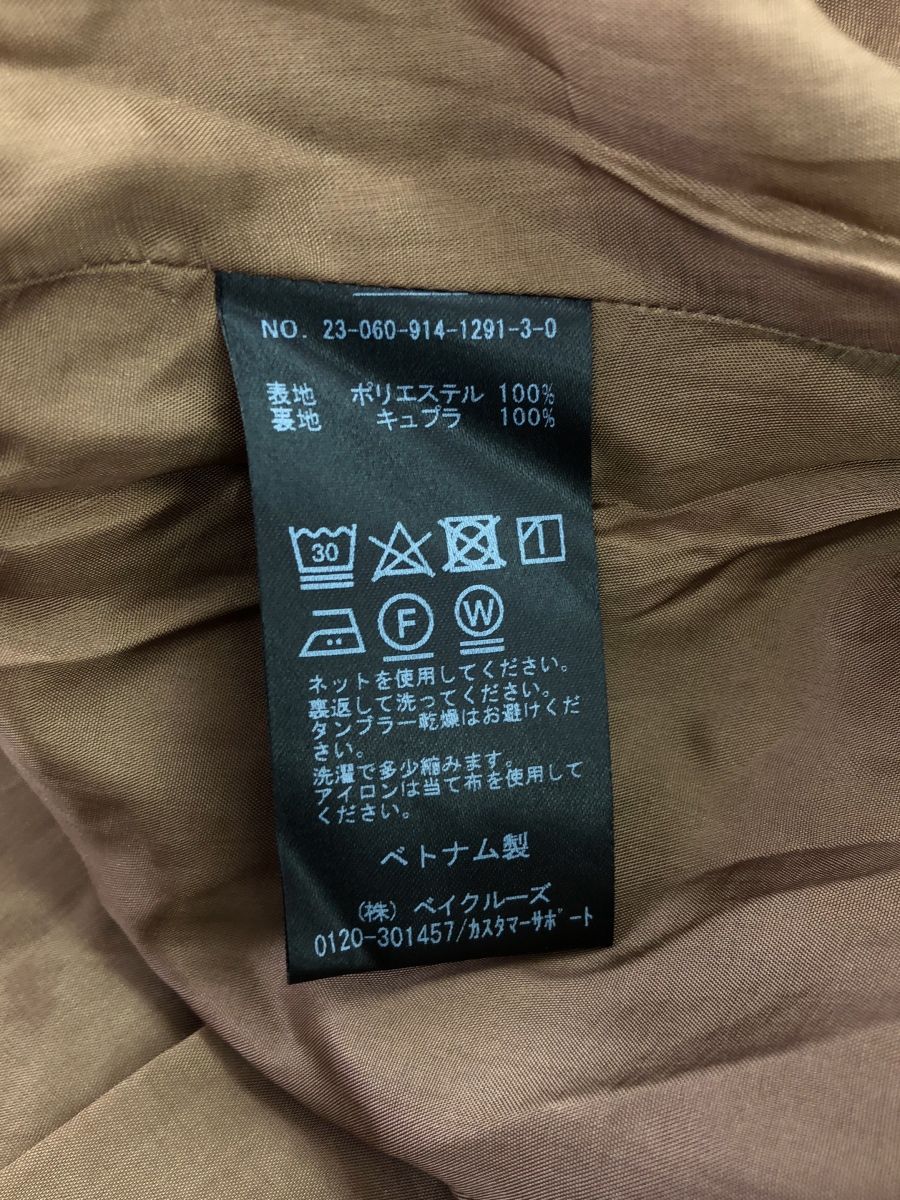 NO. 23-060-914-1291-3-0
表地 ポリエステル 100%
裏地 キュプラ 100%
30
F
W
ネットを使用してください。
裏返して洗ってください。
タンブラー乾燥はお避けくだ
さい。
洗濯で多少縮みます。
アイロンは当て布を使用して
ください。
ベトナム製
(株) ベイクルーズ
0120-301457/ｶｽﾀﾏｰｻﾎﾟｰﾄ